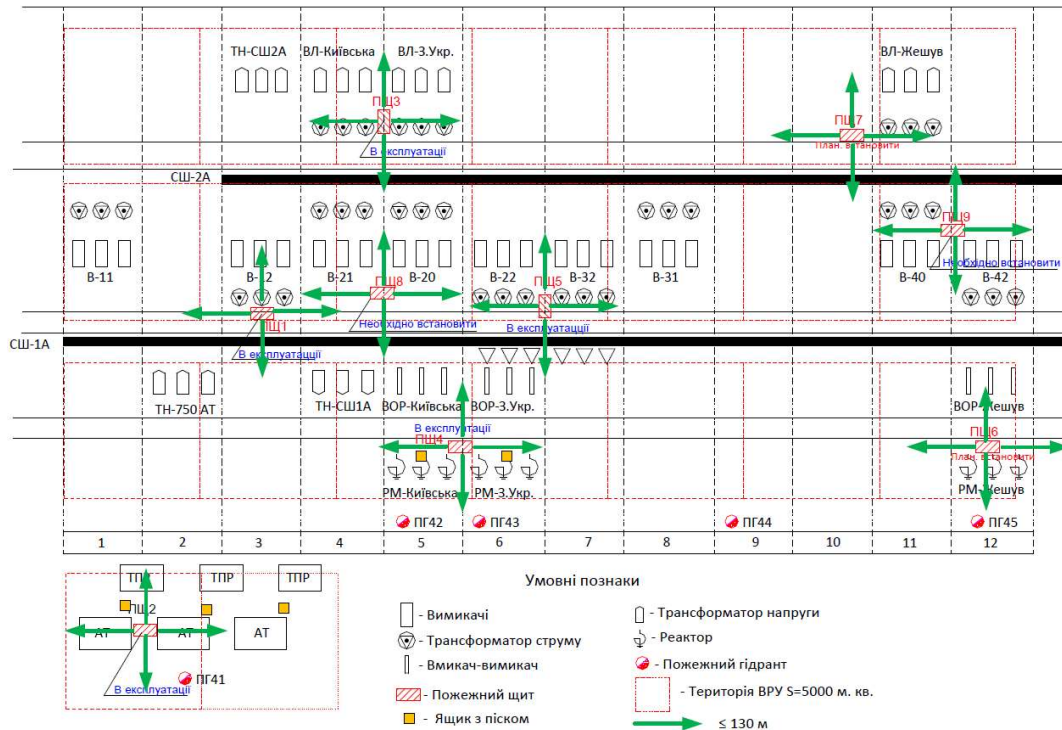 ТН-СШ2А
ВЛ-Київська
ВЛ-З.Укр.
ВЛ-Жешув
ПЩ3
В експлуатації
ПЩ7
План. встановити
СШ-2А
В-11
В-12
В-21
В-20
В-22
В-32
В-31
В-40
В-42
ПЩ9
Необхідно встановити
ПЩ8
Необхідно встановити
ПЩ5
В експлуатацції
ПЩ1
В експлуатацції
СШ-1А
ТН-750 АТ
ТН-СШ1А
ВОР-Київська
ВОР-З.Укр.
ВОР-Жешув
В експлуатації
ПЩ4
ПЩ6
План. встановити
РМ-Київська
РМ-З.Укр.
РМ-Жешув
ПГ42
ПГ43
ПГ44
ПГ45
1 2 3 4 5 6 7 8 9 10 11 12
ТПР
ТПР
ТПР
ПЩ2
АТ
АТ
АТ
ПГ41
В експлуатації
Умовні познаки
- Вимикачі
- Трансформатор струму
- Вмикач-вимикач
- Пожежний щит
- Ящик з піском
- Трансформатор напруги
- Реактор
- Пожежний гідрант
- Територія ВРУ S=5000 м. кв.
≤ 130 м